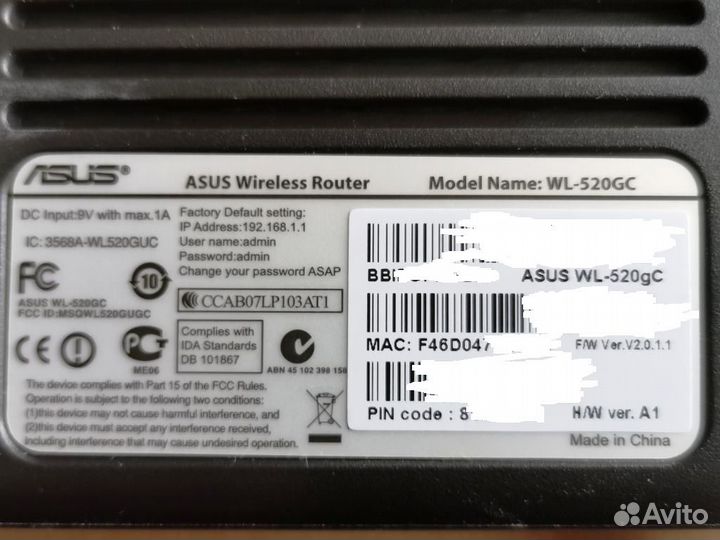 ASUS®
ASUS Wireless Router
Model Name: WL-520GC
DC Input:9V with max.1A
IC: 3568A-WL520GUC
FC
10
ASUS WL-520GC
FCC ID:MSQWL520GUGC
Factory Default setting:
IP Address:192.168.1.1
User name:admin
Password:admin
Change your password ASAP
CCAB07LP103AT1
CE
ME06
Complies with
IDA Standards
DB 101867
N
ABN 45 102 398 158
The device complies with Part 15 of the FCC Rules.
Operation is subject to the following two conditions:
(1)this device may not cause harmful interference, and
(2)this device must accept any interference received,
including interference that may cause undesired operation.
ASUS WL-520gC
MAC: F46D047
F/W Ver.V2.0.1.1
PIN code : 8
H/W ver. A1
Made in China
Avito